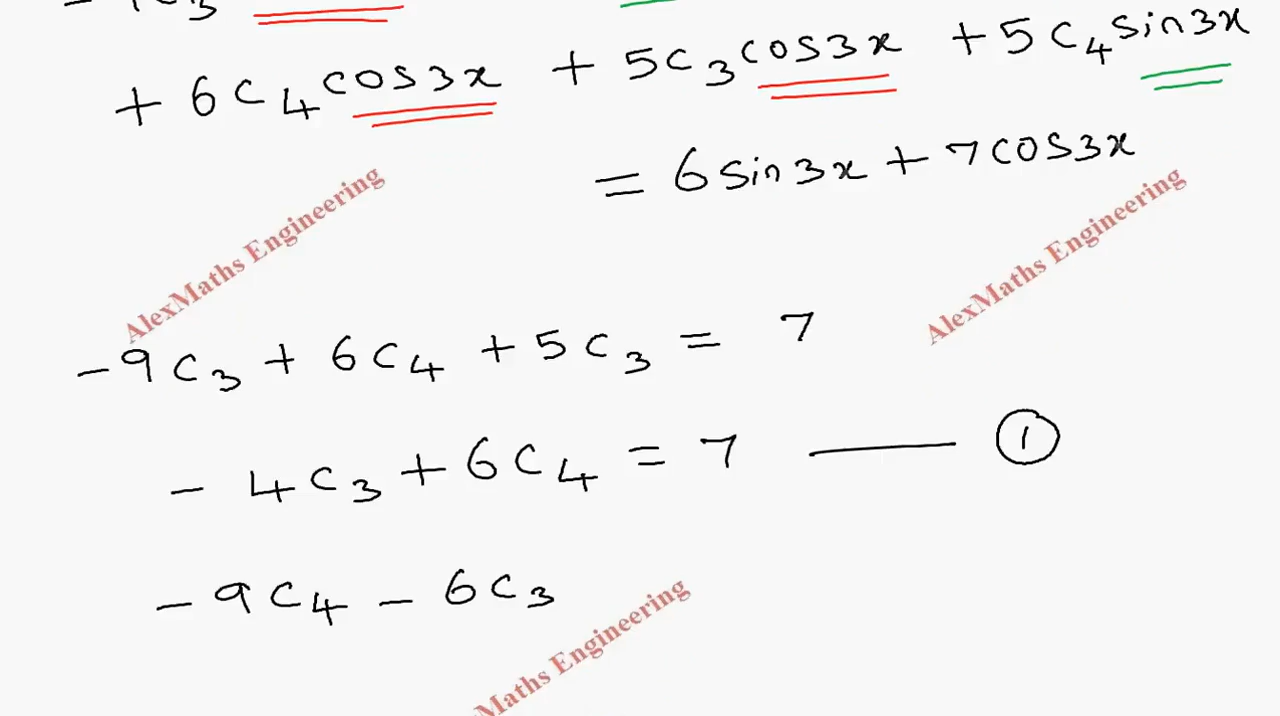 + 6C₄cos3x + 5C₃cos3x + 5C₄sin3x
= 6sin3x + 7cos3x
AlexMaths Engineering
AlexMaths Engineering
-9C₃ + 6C₄ + 5C₃ = 7
- 4C₃ + 6C₄ = 7 —— ①
- 9C₄ - 6C₃
Maths Engineering